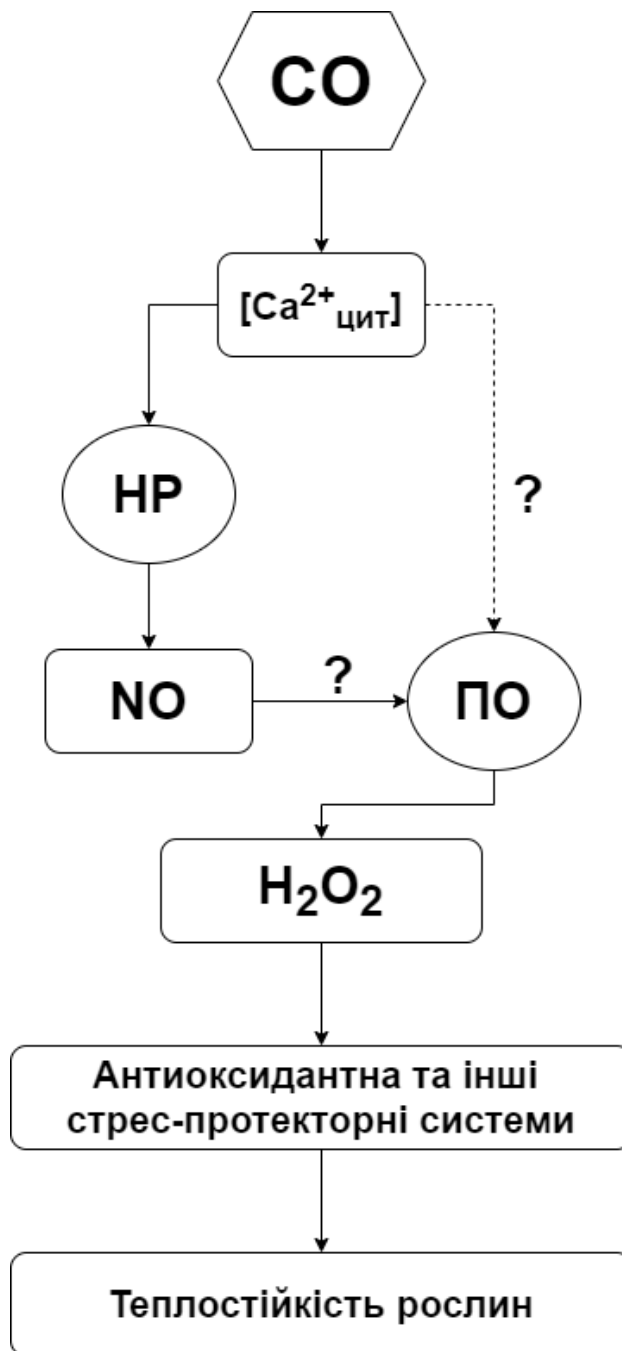 CO
[Ca²⁺цит]
НР
?
NO
?
ПО
H₂O₂
Антиоксидантна та інші
стрес-протекторні системи
Теплостійкість рослин